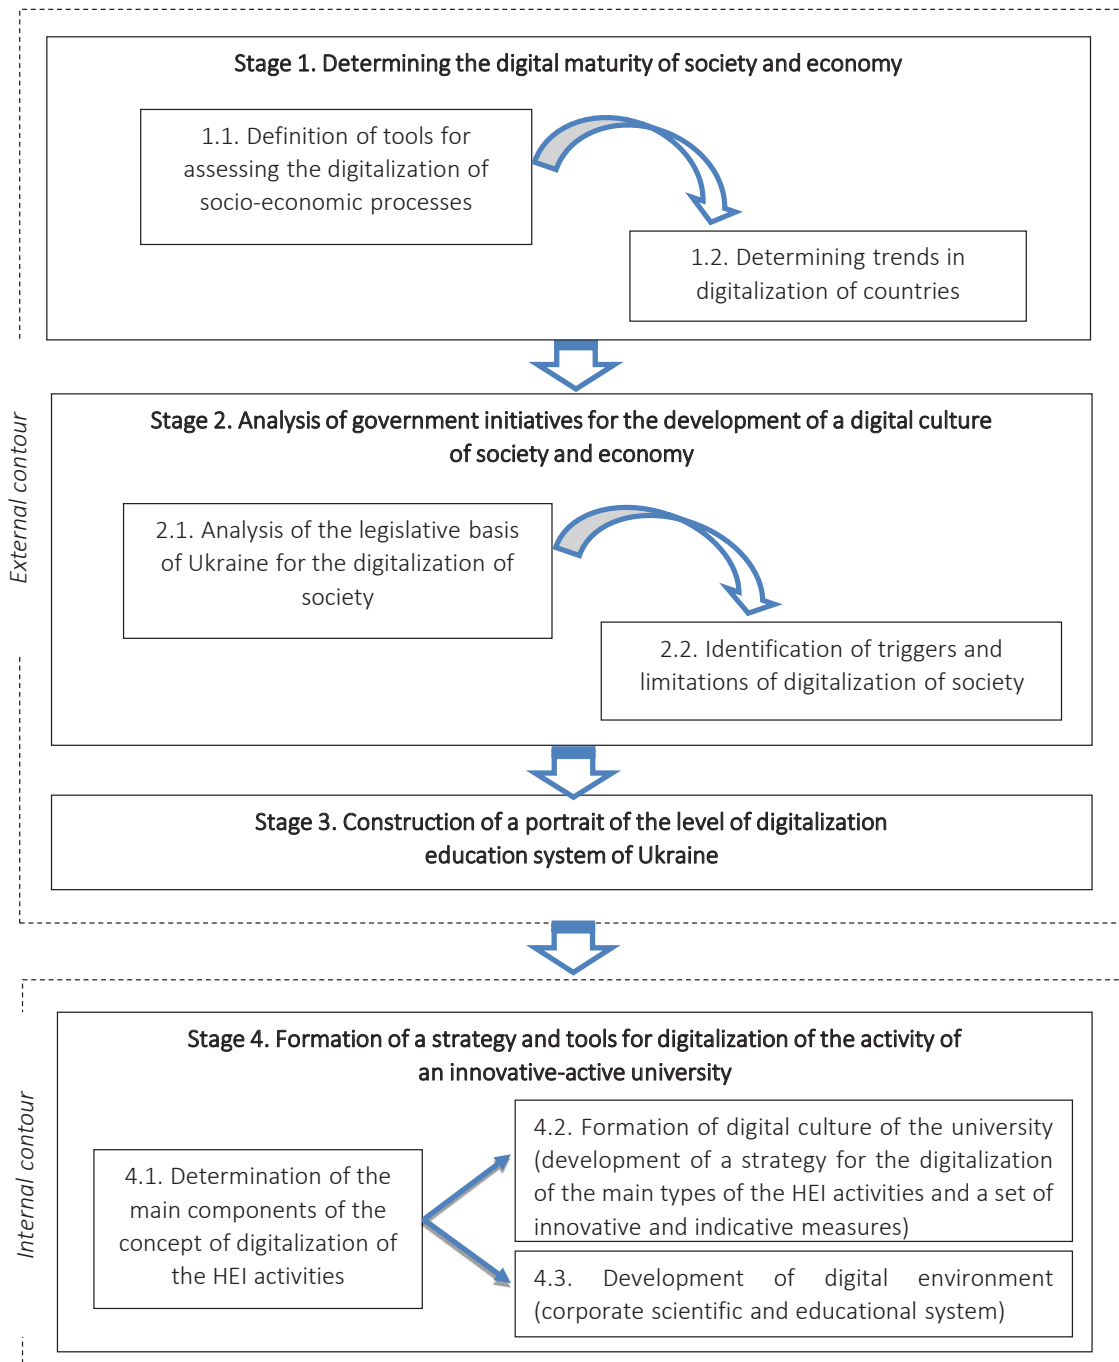 Stage 1. Determining the digital maturity of society and economy
1.1. Definition of tools for
assessing the digitalization of
socio-economic processes
1.2. Determining trends in
digitalization of countries
External contour
Stage 2. Analysis of government initiatives for the development of a digital culture
of society and economy
2.1. Analysis of the legislative basis
of Ukraine for the digitalization of
society
2.2. Identification of triggers and
limitations of digitalization of society
Stage 3. Construction of a portrait of the level of digitalization
education system of Ukraine
Internal contour
Stage 4. Formation of a strategy and tools for digitalization of the activity of
an innovative-active university
4.1. Determination of the
main components of the
concept of digitalization of
the HEI activities
4.2. Formation of digital culture of the university
(development of a strategy for the digitalization
of the main types of the HEI activities and a set of
innovative and indicative measures)
4.3. Development of digital environment
(corporate scientific and educational system)